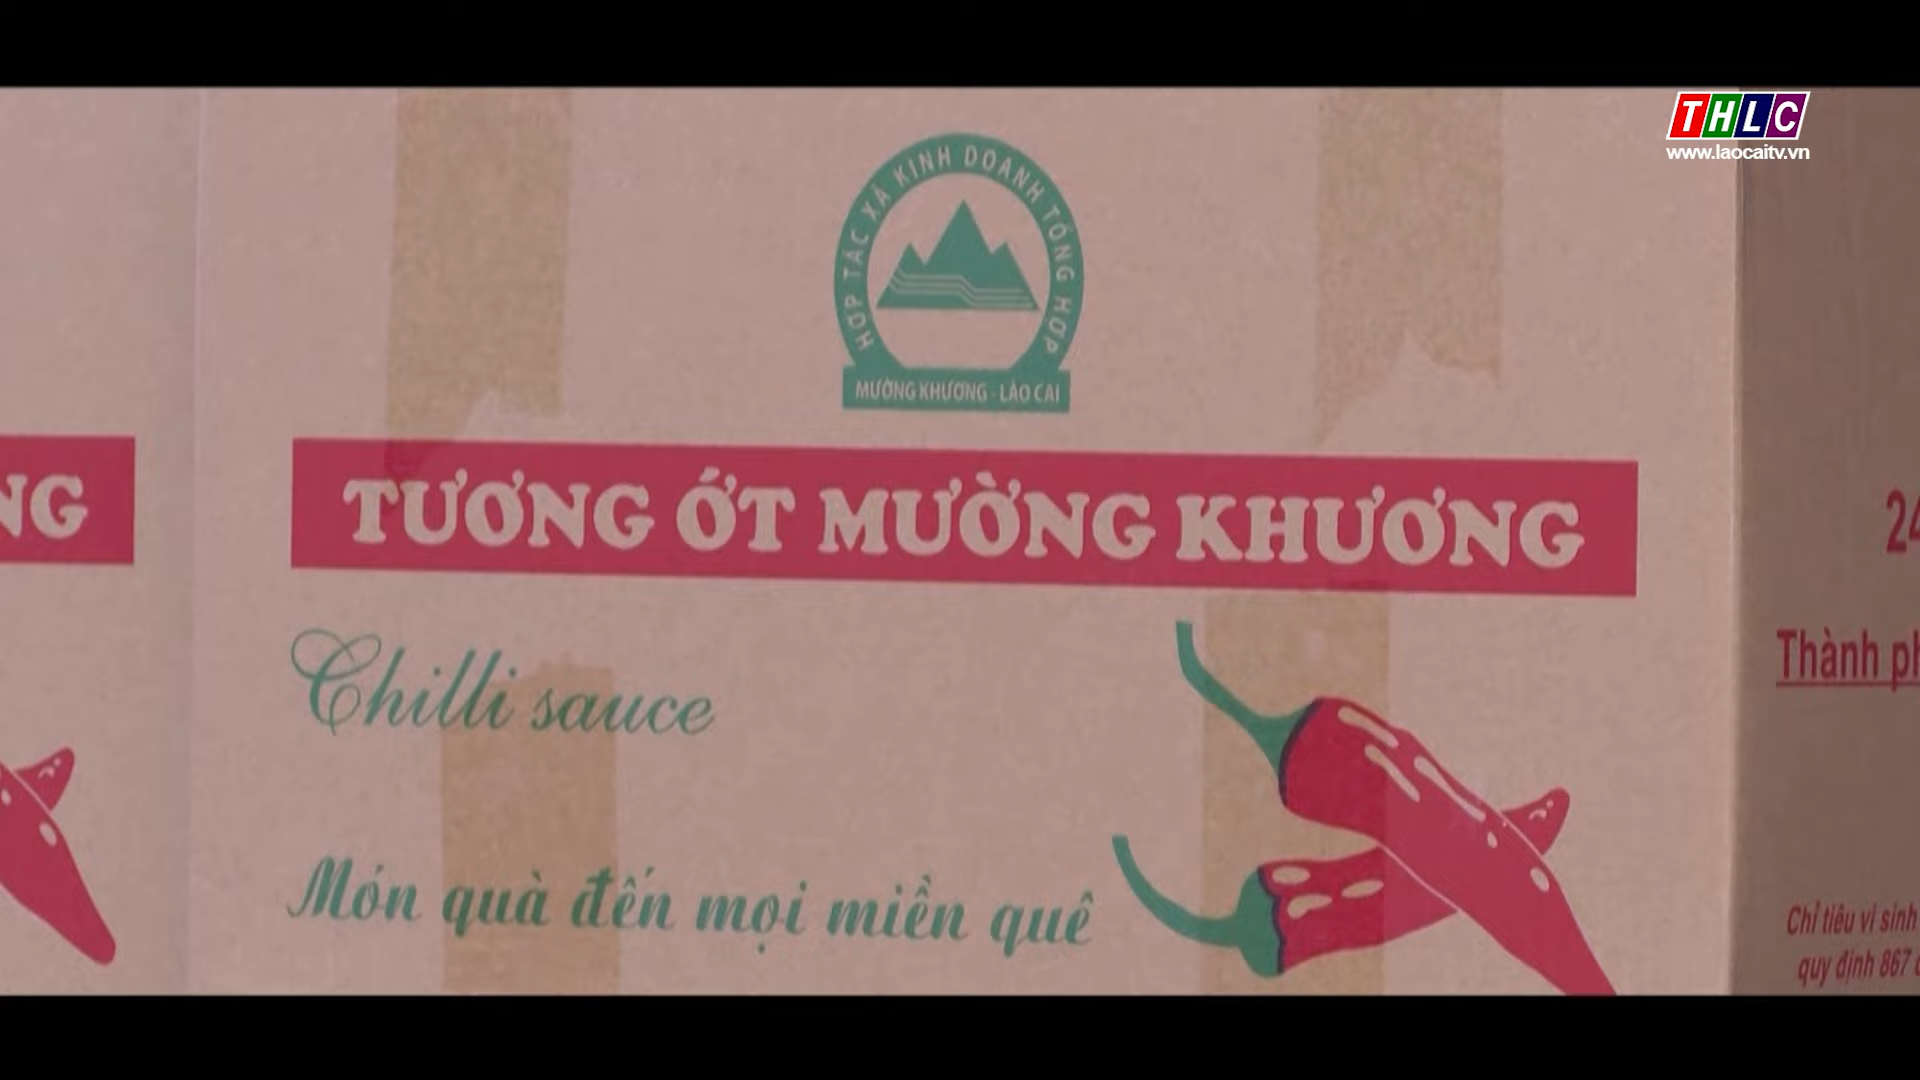 THLC
www.laocaitv.vn
HỢP TÁC XÃ KINH DOANH TỔNG HỢP
MƯỜNG KHƯƠNG - LÀO CAI
NG
TƯƠNG ỚT MƯỜNG KHƯƠNG
24
Chilli sauce
Thành ph
Món quà đến mọi miền quê
Chỉ tiêu vi sinh
quy định 867